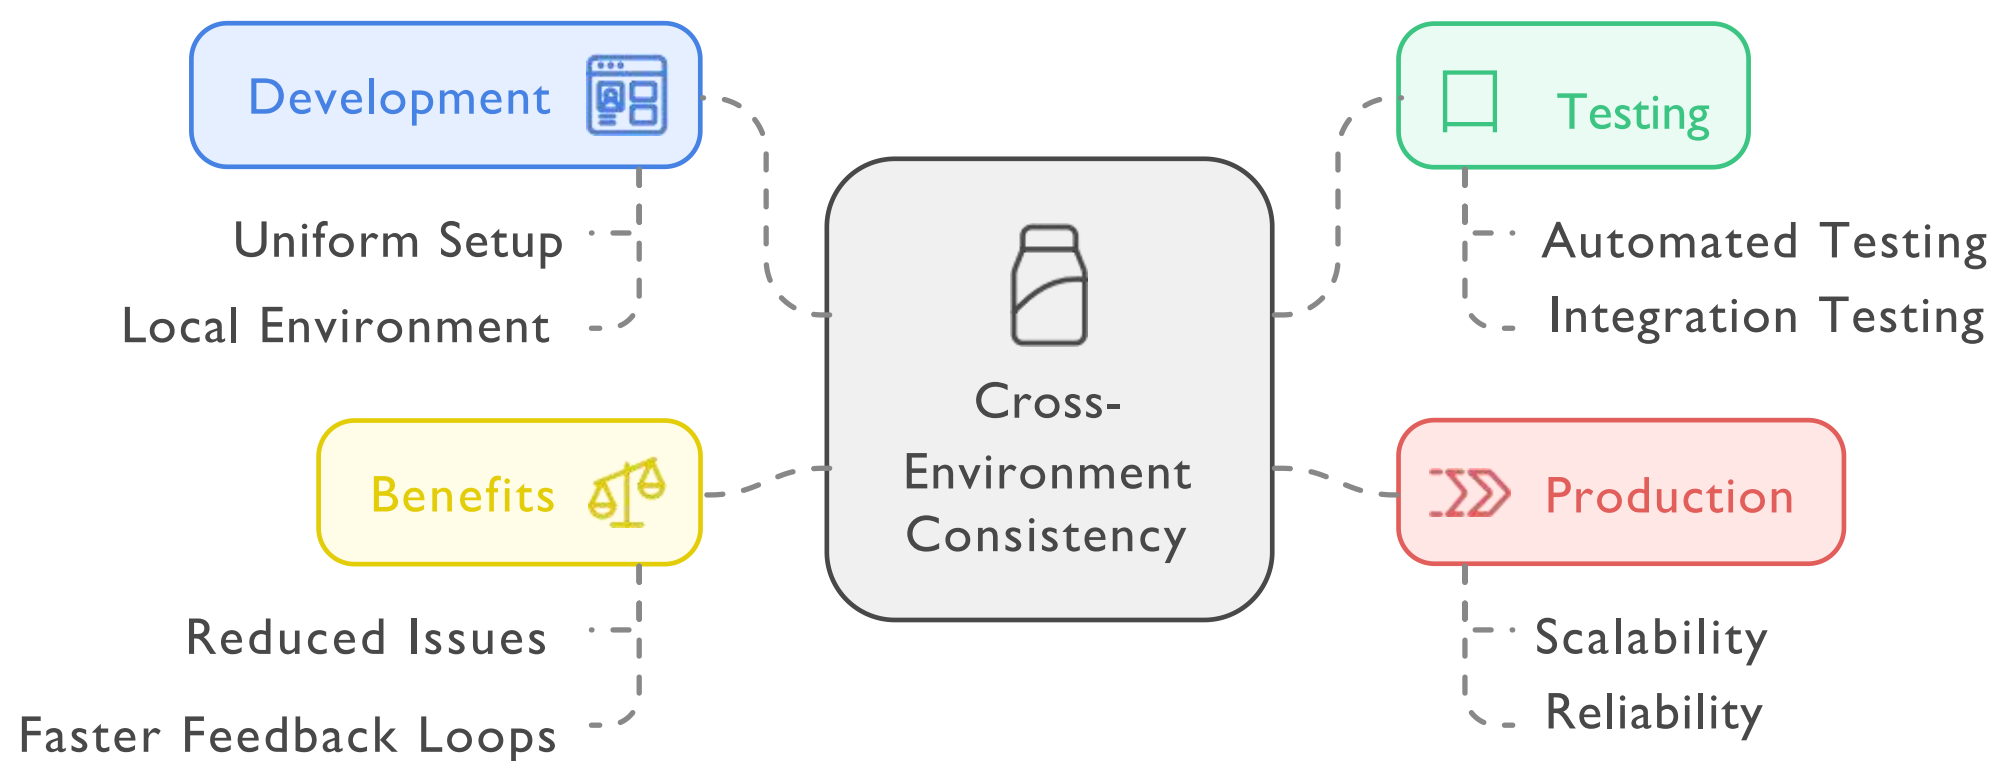 Development
Uniform Setup
Local Environment
Benefits
Reduced Issues
Faster Feedback Loops
Cross-
Environment
Consistency
Testing
Automated Testing
Integration Testing
Production
Scalability
Reliability